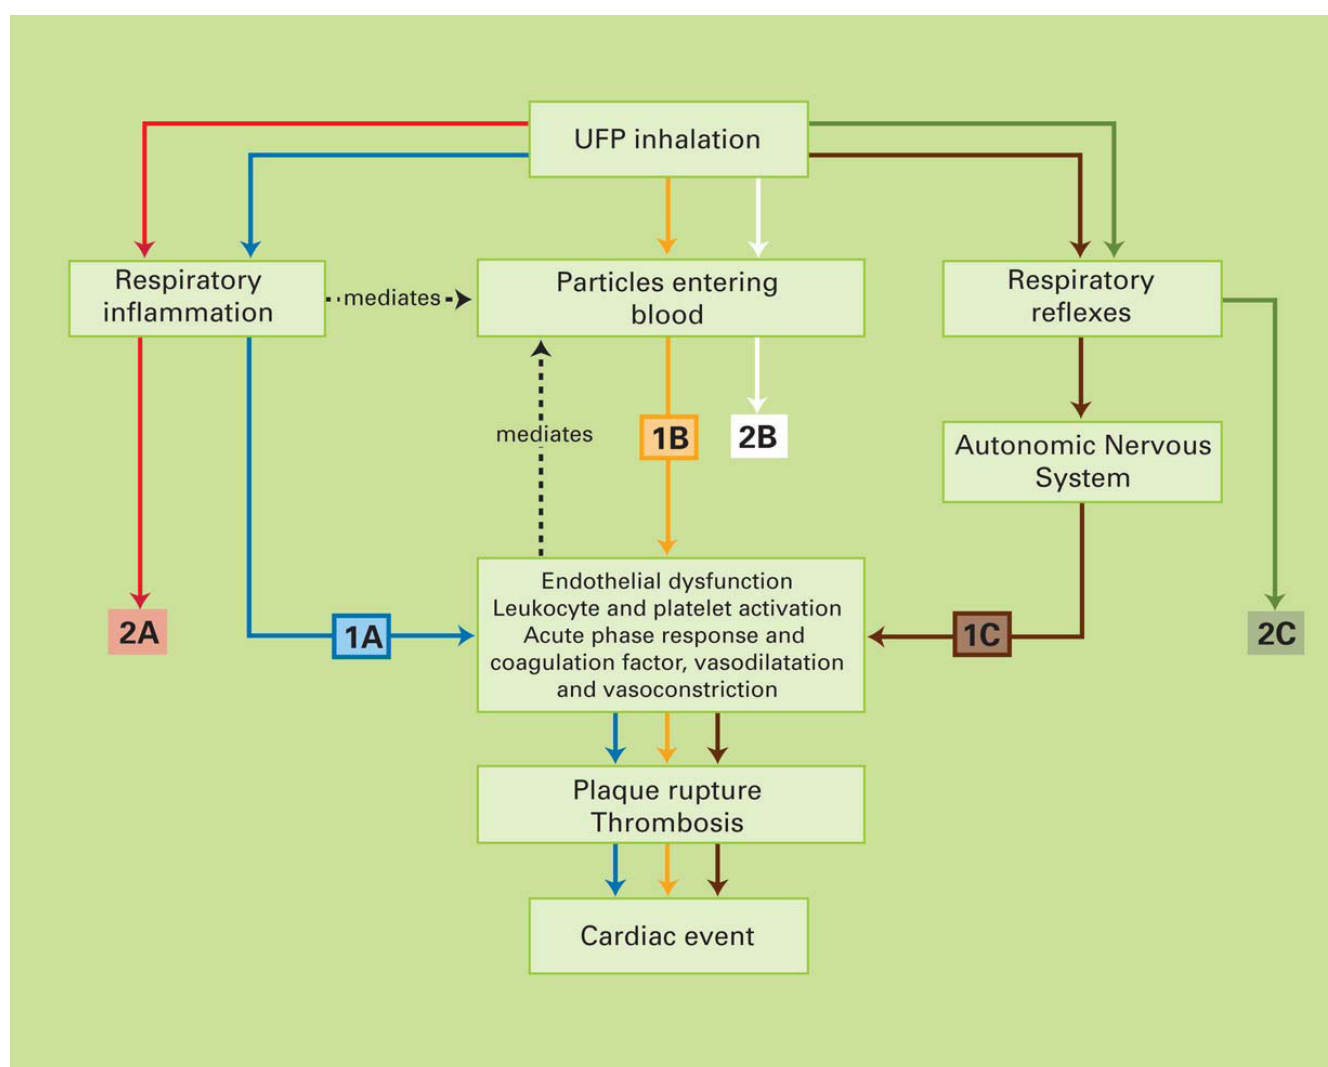 UFP inhalation
Respiratory
inflammation
mediates
Particles entering
blood
Respiratory
reflexes
mediates
1B
2B
Autonomic Nervous
System
Endothelial dysfunction
Leukocyte and platelet activation
Acute phase response and
coagulation factor, vasodilatation
and vasoconstriction
2A
1A
1C
2C
Plaque rupture
Thrombosis
Cardiac event